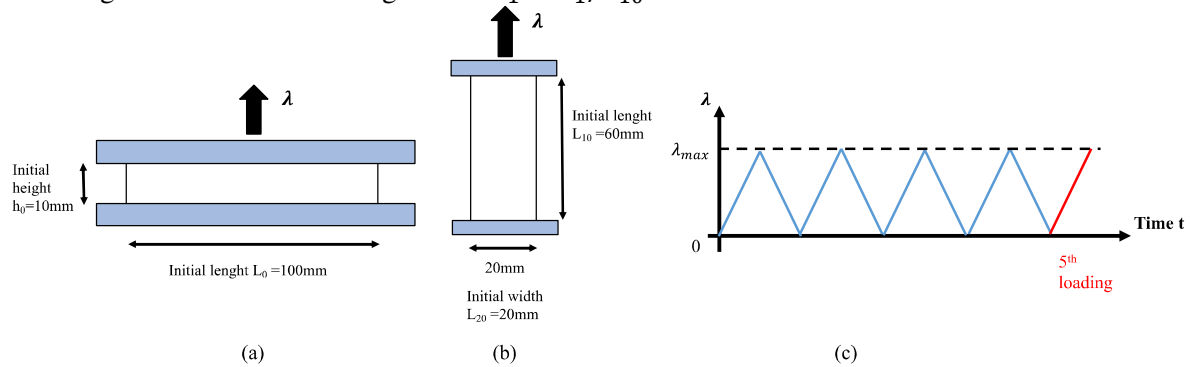 λ
Initial
height
h₀=10mm
Initial lenght L₀ =100mm
(a)
λ
Initial lenght
L₁₀ =60mm
20mm
Initial width
L₂₀ =20mm
(b)
λ
λₘₐₓ
0
Time t
5ᵗʰ
loading
(c)